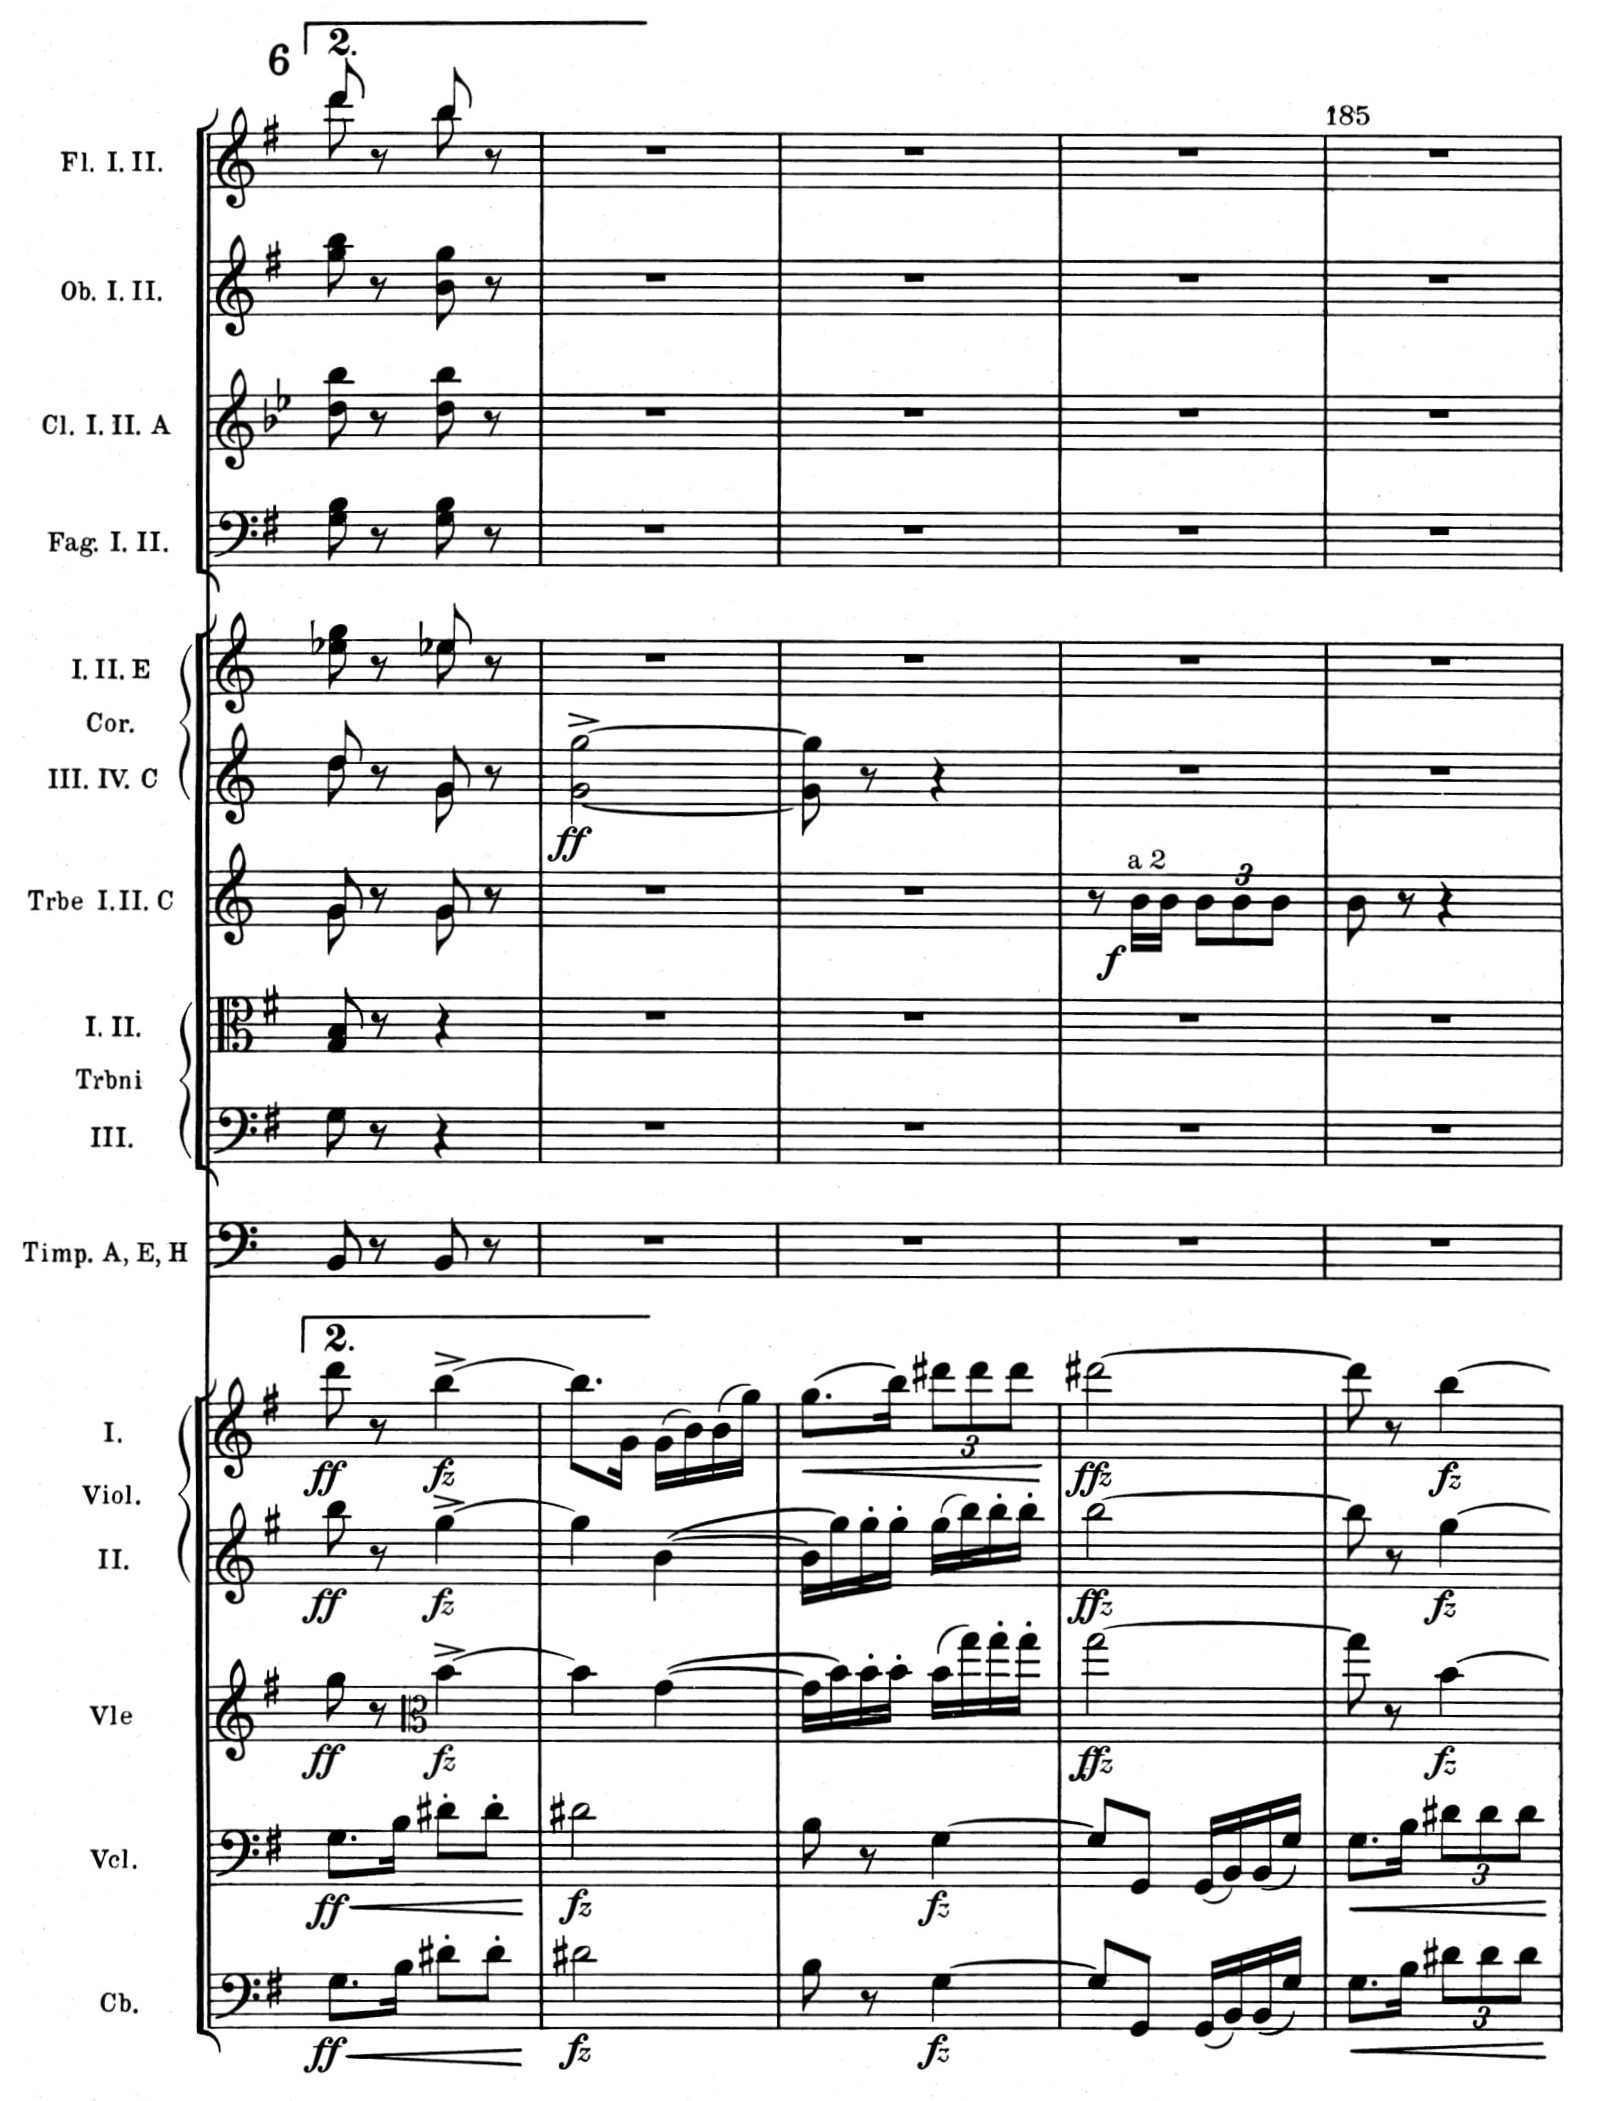 6 2.
185
Fl. I. II.
Ob. I. II.
Cl. I. II. A
Fag. I. II.
I. II. E
Cor.
III. IV. C
ff
a 2
3
Trbe I. II. C
f
I. II.
Trbni
III.
Timp. A, E, H
2.
I.
3
ff fz ffz fz
Viol.
II.
ff fz ffz fz
Vle
ff fz ffz fz
Vcl.
3
ff fz fz
Cb.
3
ff fz fz